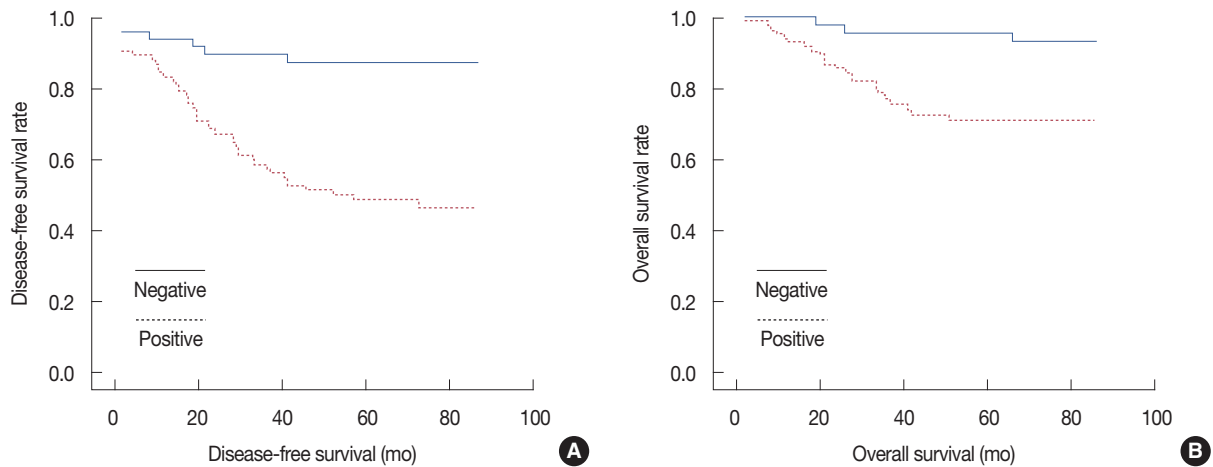 Disease-free survival rate
1.0
0.8
0.6
0.4
0.2
0.0
Negative
Positive
0 20 40 60 80 100
Disease-free survival (mo)
A
Overall survival rate
1.0
0.8
0.6
0.4
0.2
0.0
Negative
Positive
0 20 40 60 80 100
Overall survival (mo)
B